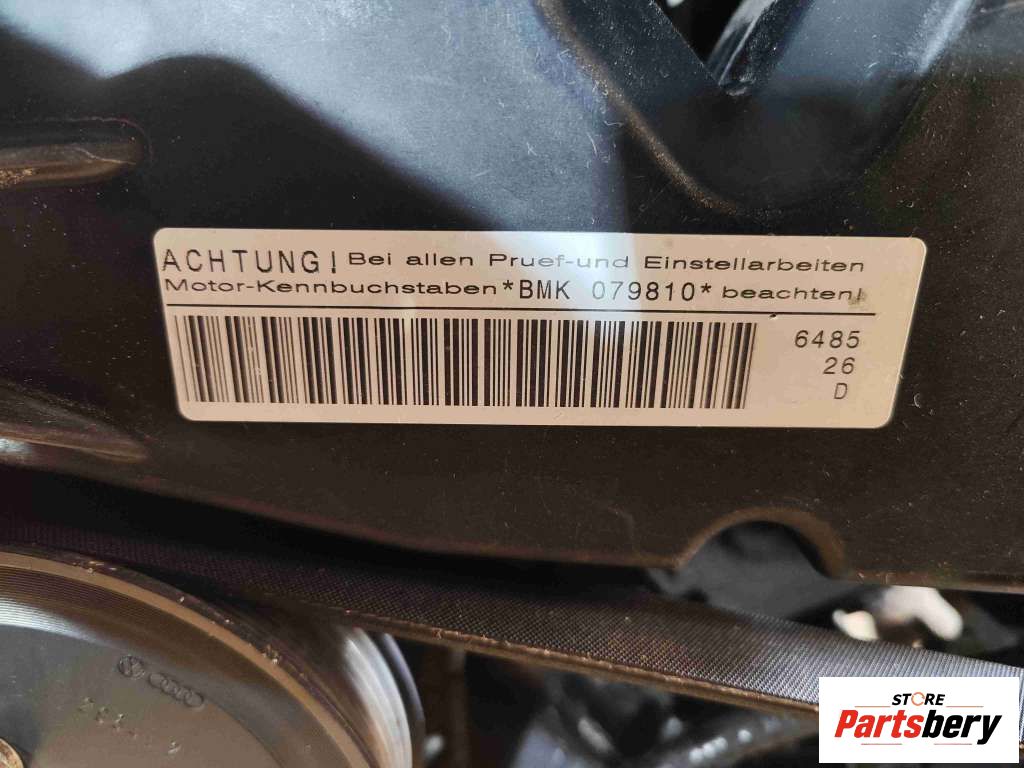 ACHTUNG! Bei allen Pruef-und Einstellarbeiten
Motor-Kennbuchstaben *BMK 079810* beachten!
6485
26
D
STORE
Partsbery